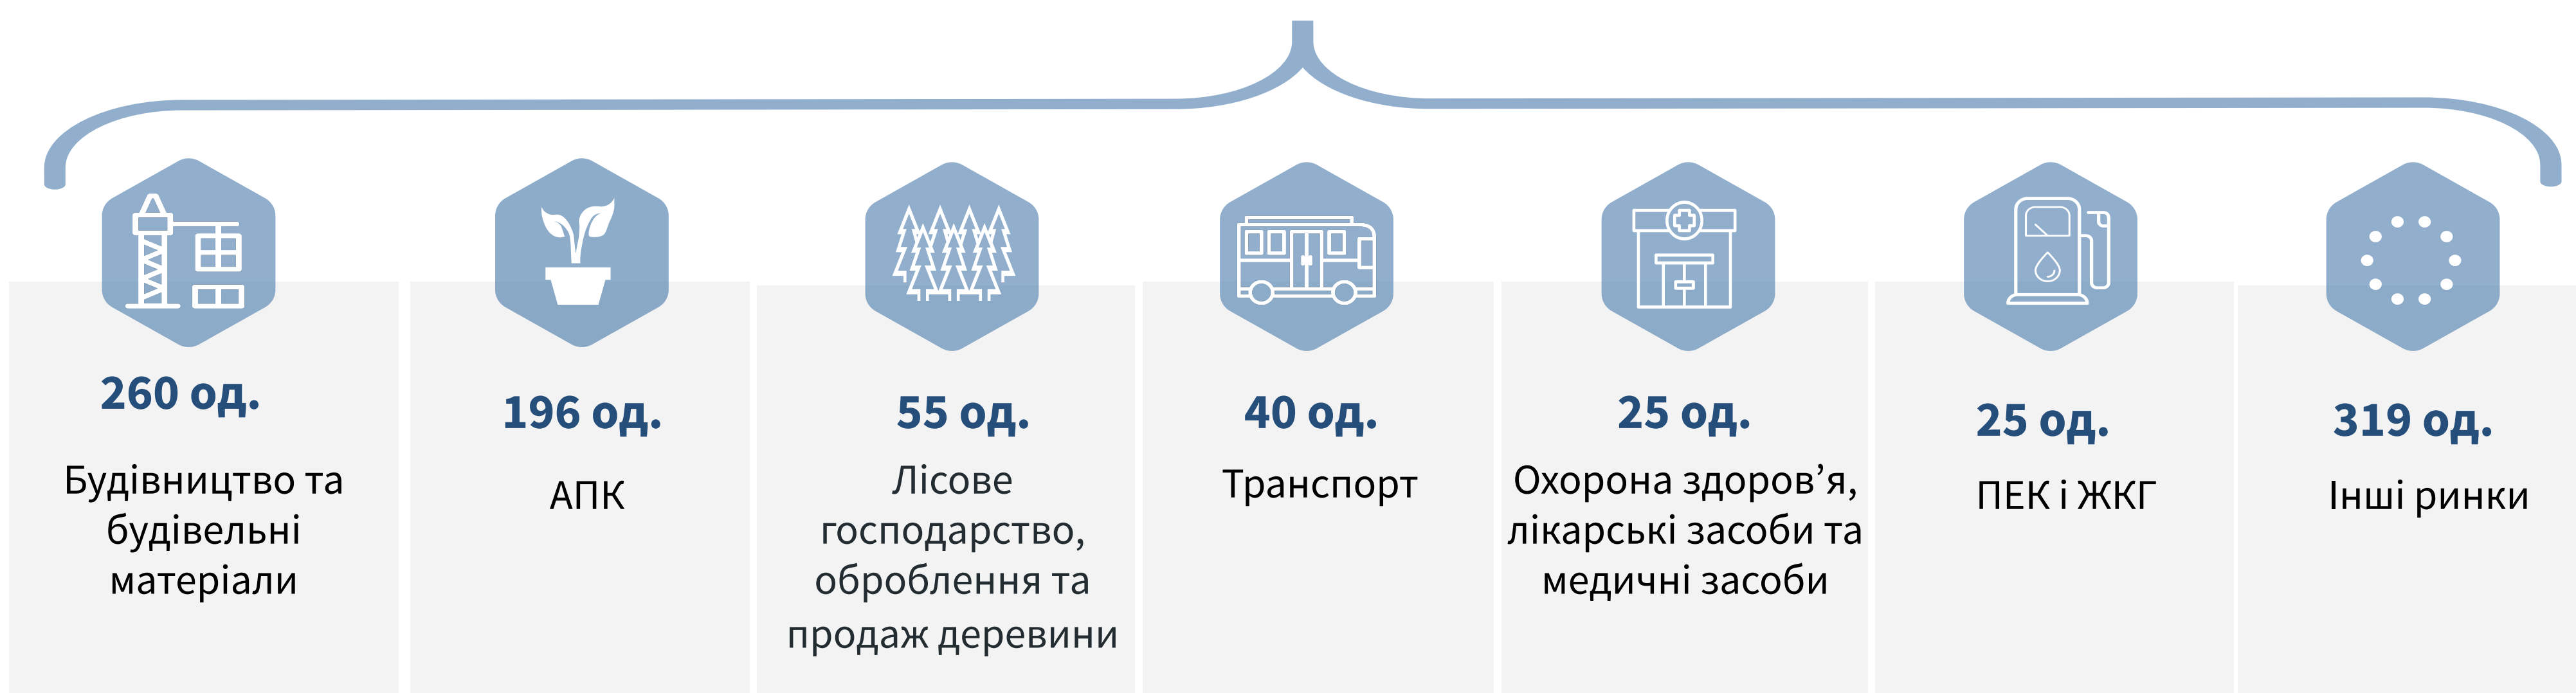 260 од.
Будівництво та
будівельні
матеріали
196 од.
АПК
55 од.
Лісове
господарство,
оброблення та
продаж деревини
40 од.
Транспорт
25 од.
Охорона здоров’я,
лікарські засоби та
медичні засоби
25 од.
ПЕК і ЖКГ
319 од.
Інші ринки